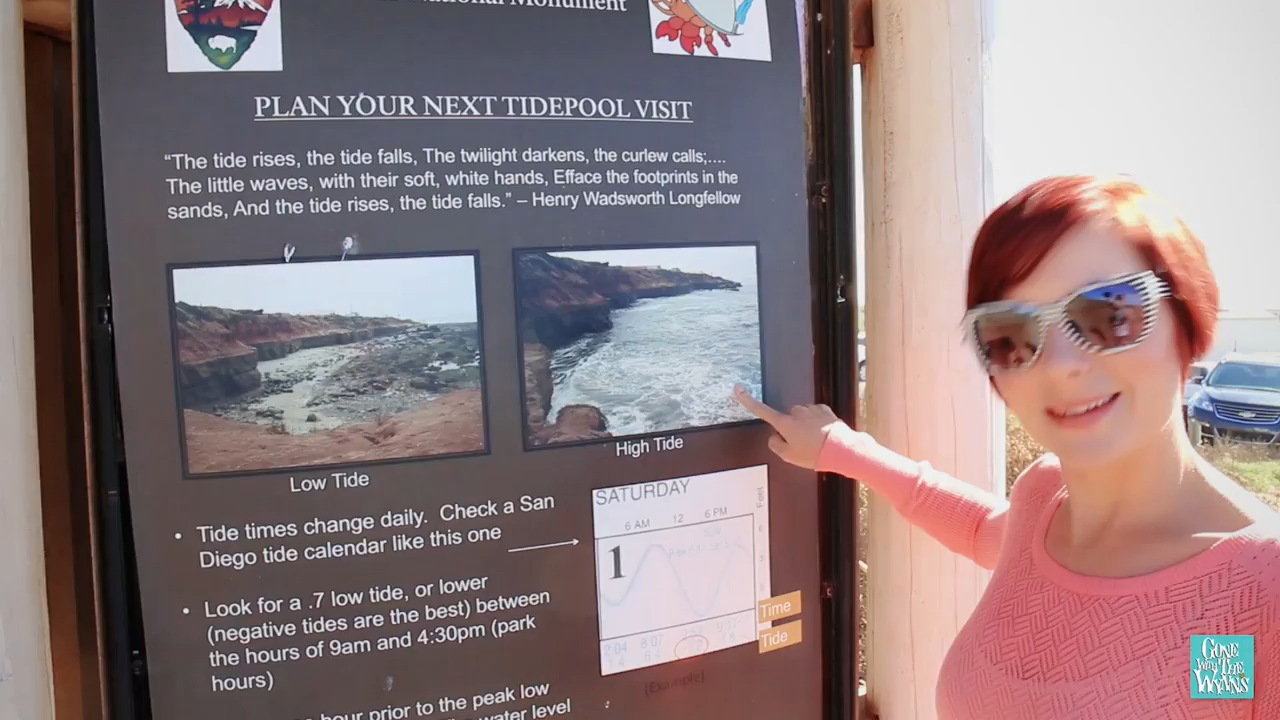 National Monument
PLAN YOUR NEXT TIDEPOOL VISIT
“The tide rises, the tide falls, The twilight darkens, the curlew calls;....
The little waves, with their soft, white hands, Efface the footprints in the
sands, And the tide rises, the tide falls.” – Henry Wadsworth Longfellow
Low Tide
High Tide
• Tide times change daily. Check a San
Diego tide calendar like this one
• Look for a .7 low tide, or lower
(negative tides are the best) between
the hours of 9am and 4:30pm (park
hours)
hour prior to the peak low
water level
SATURDAY
6 AM 12 6 PM
Feet
1
2:04 8:07
Time
Tide
[Example]
GONE
WITH THE
WYNNS